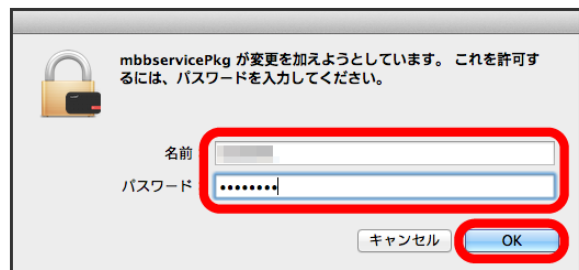 mbbservicePkg が変更を加えようとしています。 これを許可す
るには、パスワードを入力してください。
名前
パスワード ••••••••
キャンセル OK